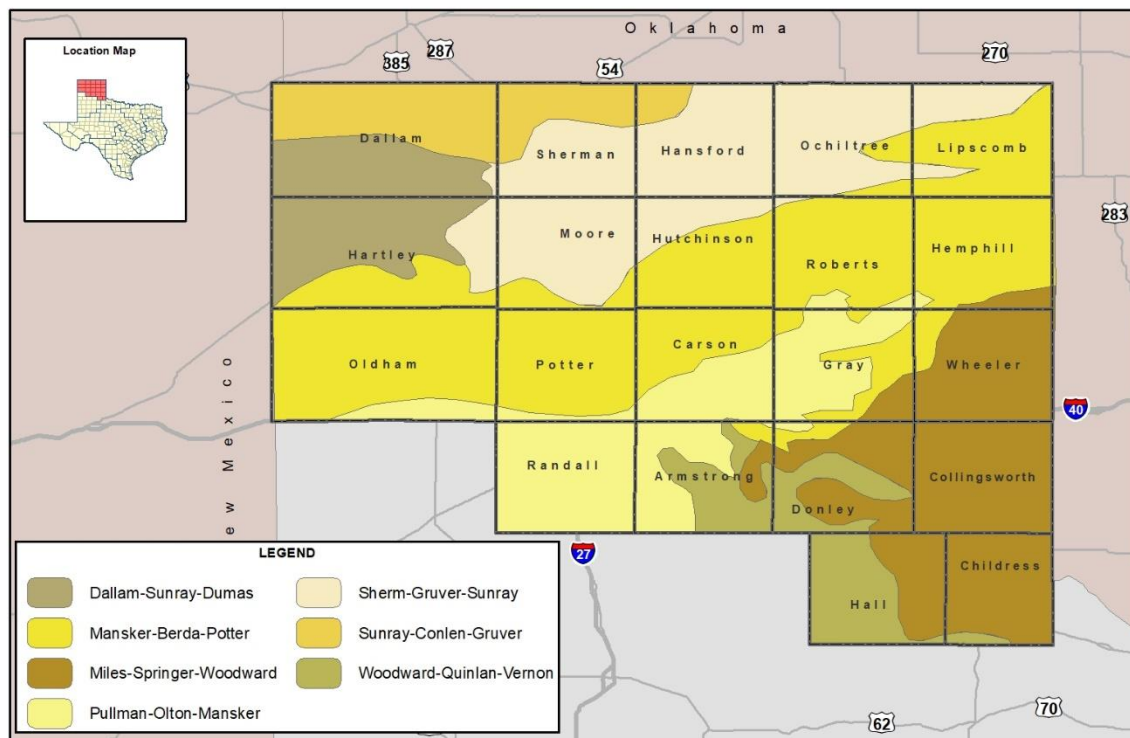 Oklahoma
Location Map
385
287
54
270
283
Dallam
Sherman
Hansford
Ochiltree
Lipscomb
Hartley
Moore
Hutchinson
Roberts
Hemphill
Oldham
Potter
Carson
Gray
Wheeler
40
Randall
Armstrong
Donley
Collingsworth
ew Mexico
27
Hall
Childress
62
70
LEGEND
Dallam-Sunray-Dumas
Sherm-Gruver-Sunray
Mansker-Berda-Potter
Sunray-Conlen-Gruver
Miles-Springer-Woodward
Woodward-Quinlan-Vernon
Pullman-Olton-Mansker